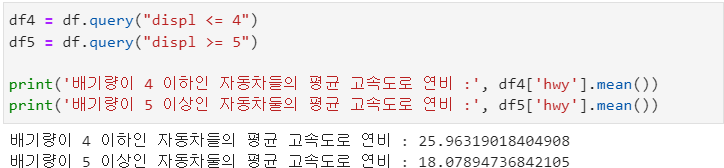 df4 = df.query("displ <= 4")
df5 = df.query("displ >= 5")
print('배기량이 4 이하인 자동차들의 평균 고속도로 연비 :', df4['hwy'].mean())
print('배기량이 5 이상인 자동차둘의 평균 고속도로 연비 :', df5['hwy'].mean())
배기량이 4 이하인 자동차들의 평균 고속도로 연비 : 25.96319018404908
배기량이 5 이상인 자동차둘의 평균 고속도로 연비 : 18.07894736842105